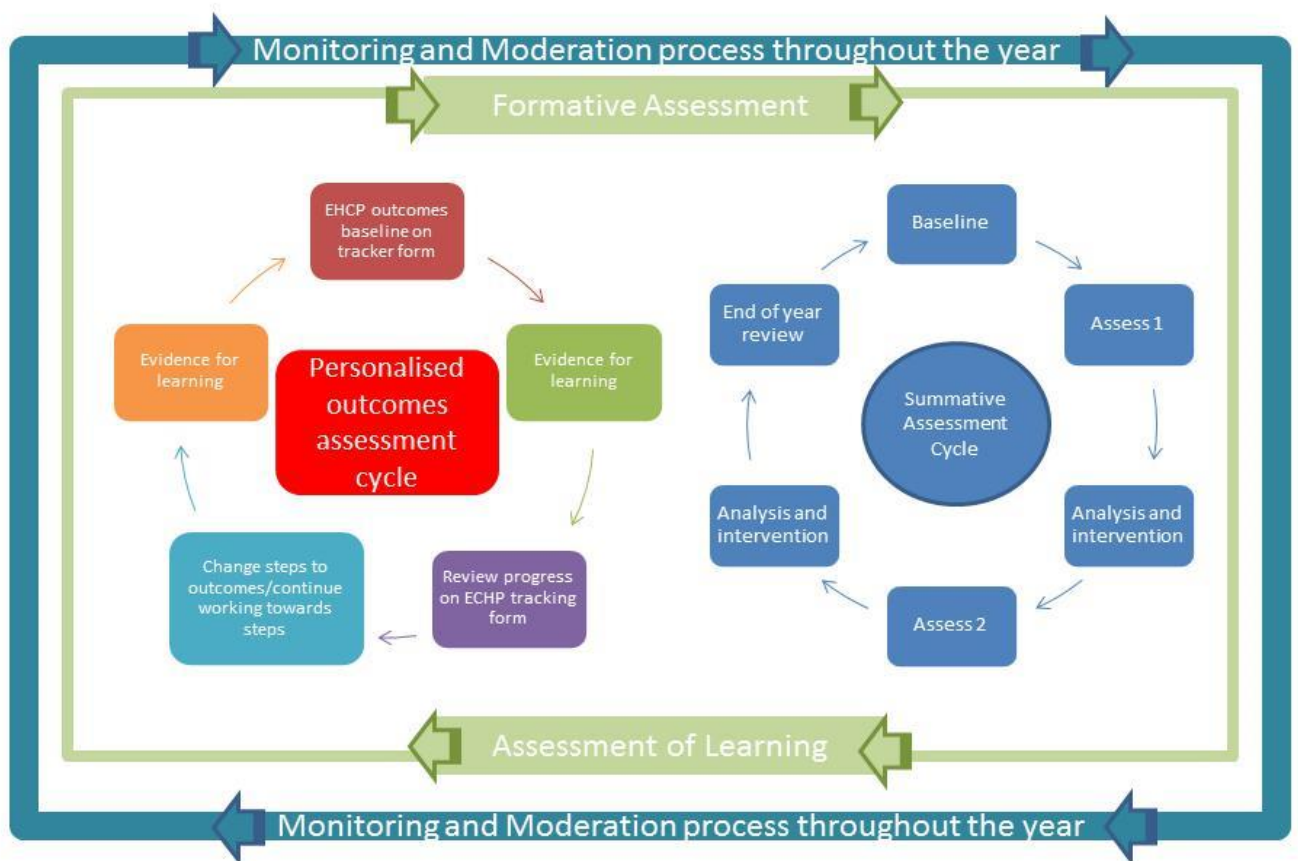 Monitoring and Moderation process throughout the year
Formative Assessment
EHCP outcomes
baseline on
tracker form
Evidence for
learning
Review progress
on ECHP tracking
form
Change steps to
outcomes/continue
working towards
steps
Evidence for
learning
Personalised
outcomes
assessment
cycle
Baseline
Assess 1
Analysis and
intervention
Assess 2
Analysis and
intervention
End of year
review
Summative
Assessment
Cycle
Assessment of Learning
Monitoring and Moderation process throughout the year